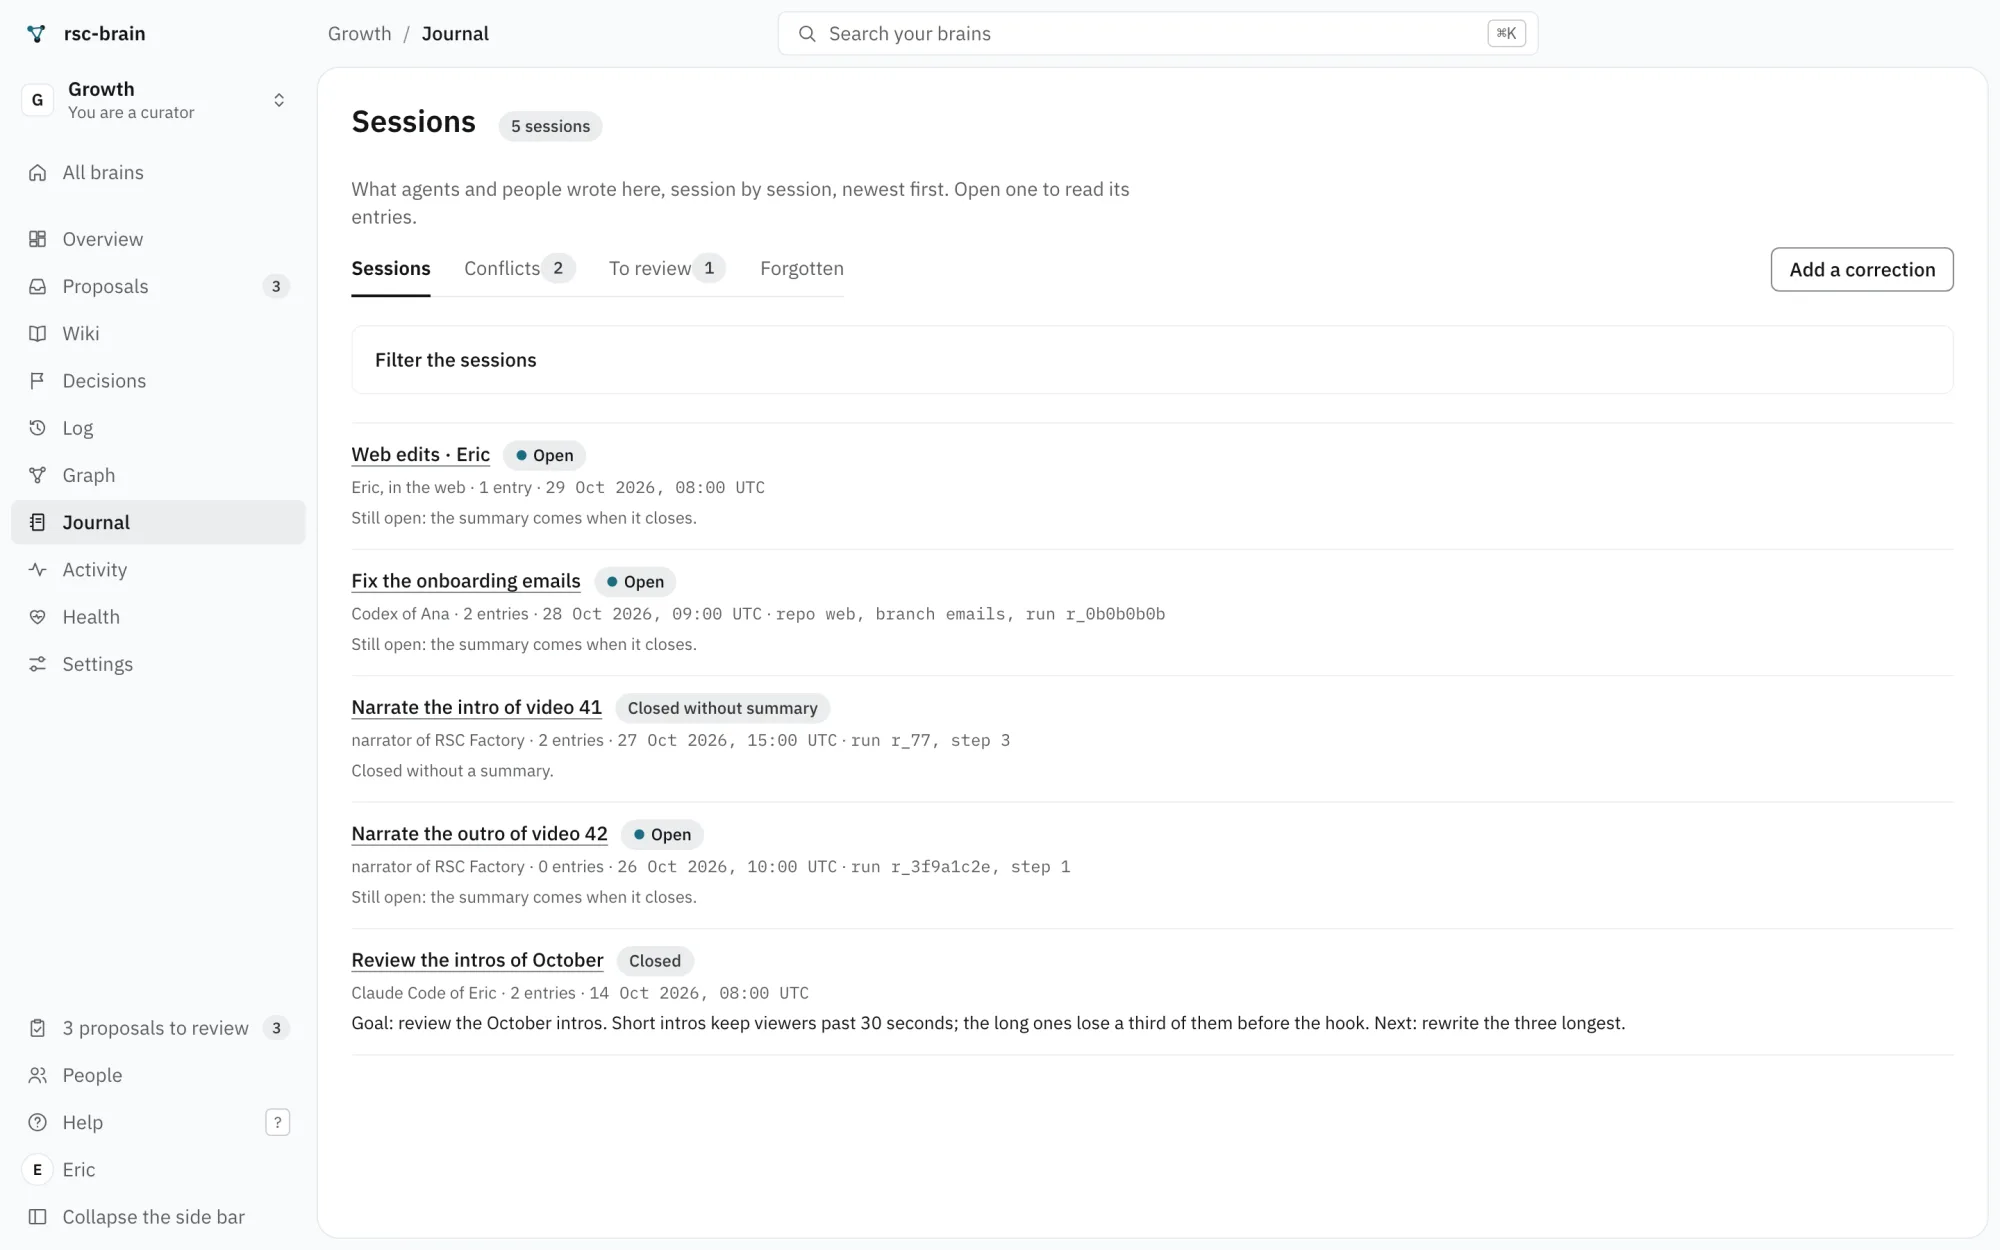 rsc-brain
Growth / Journal
Search your brains
⌘K
G
Growth
You are a curator
All brains
Overview
Proposals 3
Wiki
Decisions
Log
Graph
Journal
Activity
Health
Settings
3 proposals to review 3
People
Help ?
E Eric
Collapse the side bar
Sessions 5 sessions
What agents and people wrote here, session by session, newest first. Open one to read its
entries.
Sessions Conflicts 2 To review 1 Forgotten
Add a correction
Filter the sessions
Web edits · Eric Open
Eric, in the web · 1 entry · 29 Oct 2026, 08:00 UTC
Still open: the summary comes when it closes.
Fix the onboarding emails Open
Codex of Ana · 2 entries · 28 Oct 2026, 09:00 UTC · repo web, branch emails, run r_0b0b0b0b
Still open: the summary comes when it closes.
Narrate the intro of video 41 Closed without summary
narrator of RSC Factory · 2 entries · 27 Oct 2026, 15:00 UTC · run r_77, step 3
Closed without a summary.
Narrate the outro of video 42 Open
narrator of RSC Factory · 0 entries · 26 Oct 2026, 10:00 UTC · run r_3f9a1c2e, step 1
Still open: the summary comes when it closes.
Review the intros of October Closed
Claude Code of Eric · 2 entries · 14 Oct 2026, 08:00 UTC
Goal: review the October intros. Short intros keep viewers past 30 seconds; the long ones lose a third of them before the hook. Next: rewrite the three longest.